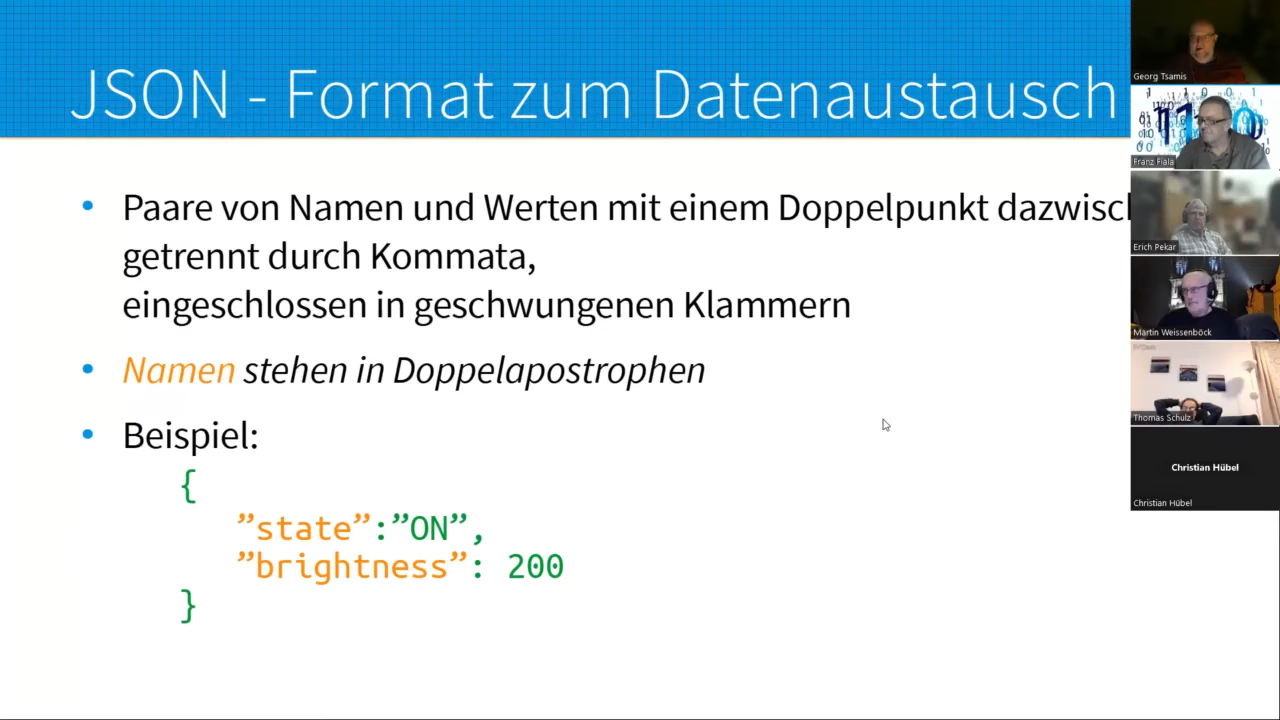 JSON - Format zum Datenaustausch
• Paare von Namen und Werten mit einem Doppelpunkt
getrennt durch Kommata,
eingeschlossen in geschwungenen Klammern
• Namen stehen in Doppelapostrophen
• Beispiel:
{
”state”:”ON”,
”brightness”: 200
}
Georg Tsamis
Franz Fiala
Erich Pekar
Martin Weissenböck
Thomas Schulz
Christian Hübel
Christian Hübel